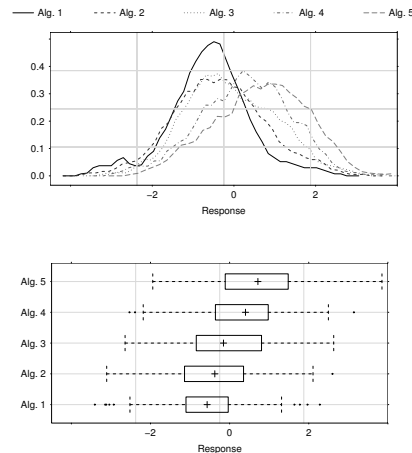 Alg. 1 Alg. 2 Alg. 3 Alg. 4 Alg. 5
0.4
0.3
0.2
0.1
0.0
−2 0 2
Response
Alg. 5
Alg. 4
Alg. 3
Alg. 2
Alg. 1
−2 0 2
Response